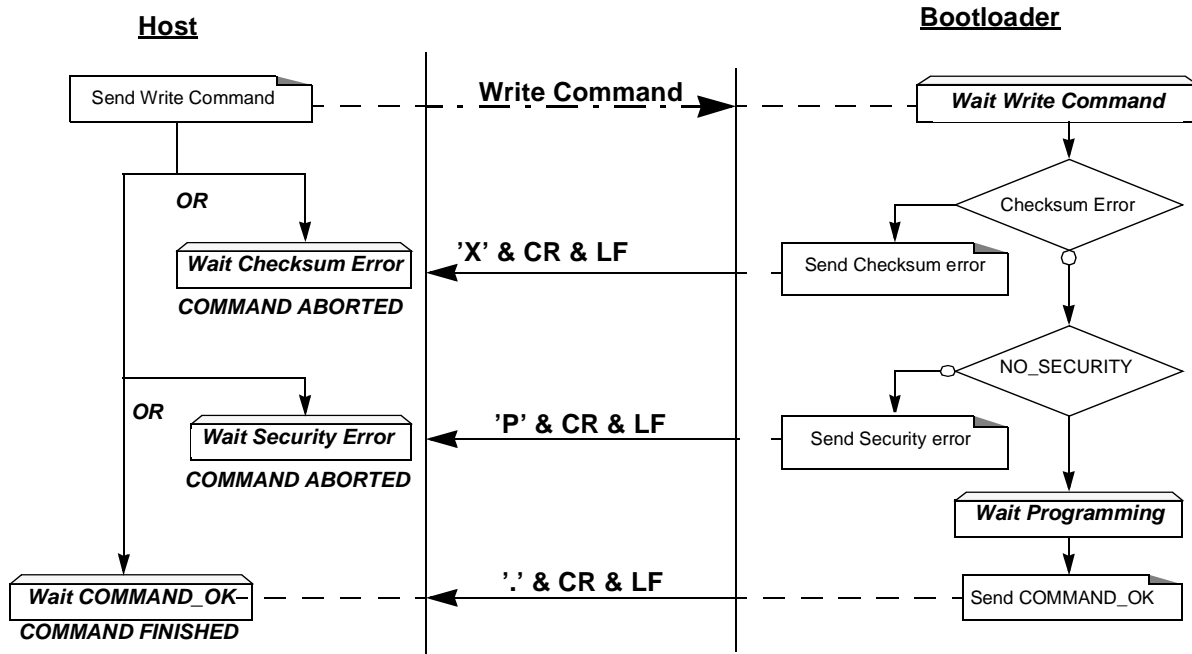 Host
Bootloader
Send Write Command
Write Command
Wait Write Command
OR
Checksum Error
Wait Checksum Error
’X’ & CR & LF
Send Checksum error
COMMAND ABORTED
NO_SECURITY
OR
Wait Security Error
’P’ & CR & LF
Send Security error
COMMAND ABORTED
Wait Programming
Wait COMMAND_OK
’.’ & CR & LF
Send COMMAND_OK
COMMAND FINISHED